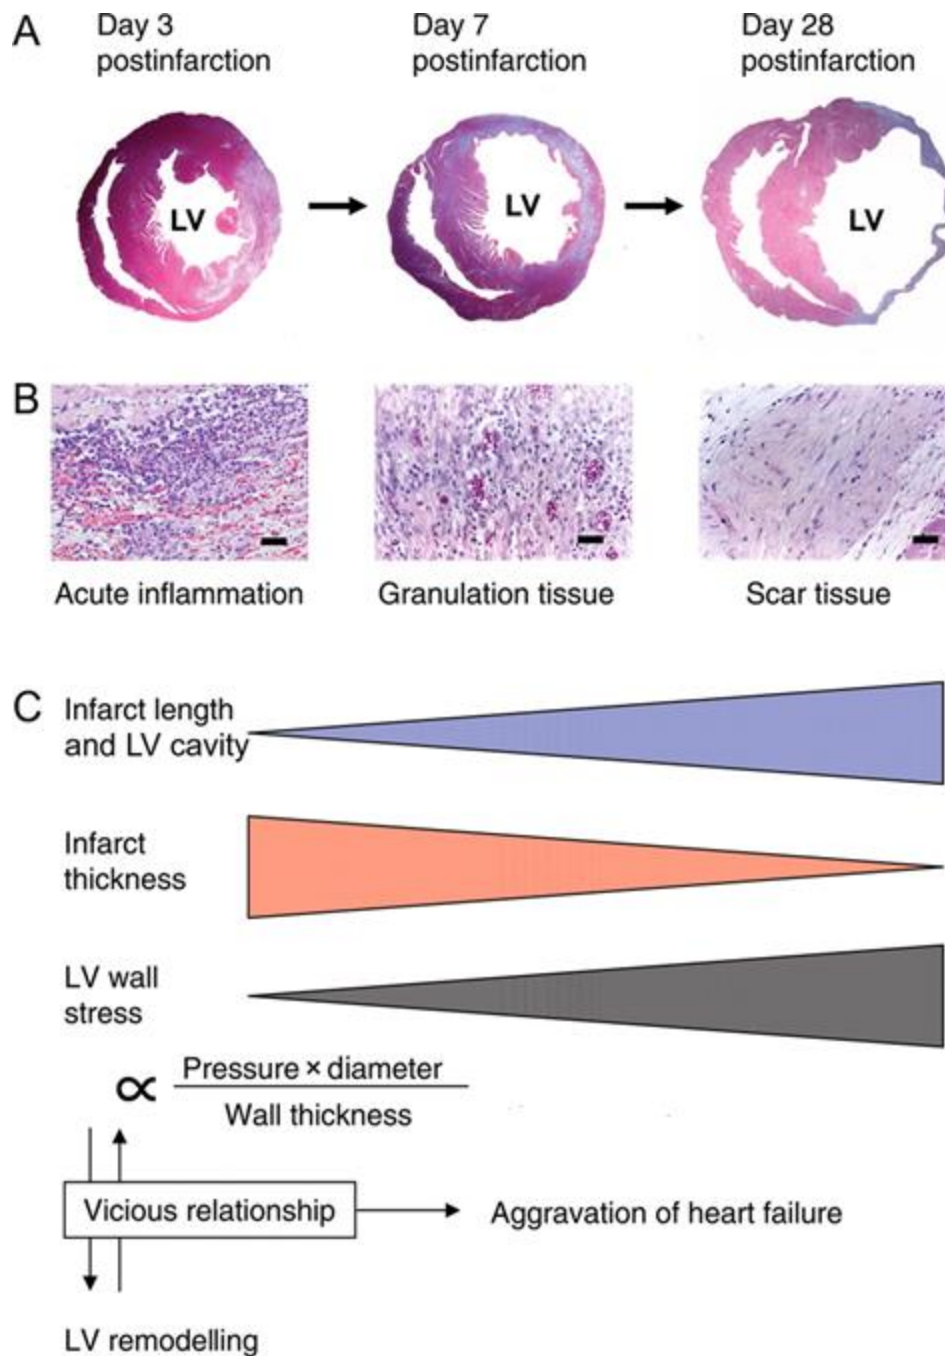 A
Day 3
postinfarction
Day 7
postinfarction
Day 28
postinfarction
LV
LV
LV
B
Acute inflammation
Granulation tissue
Scar tissue
C
Infarct length
and LV cavity
Infarct
thickness
LV wall
stress
∝ Pressure × diameter
Wall thickness
Vicious relationship
Aggravation of heart failure
LV remodelling